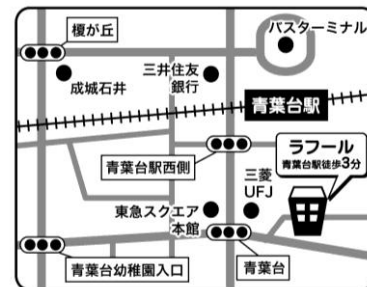 榎が丘
バスターミナル
成城石井
三井住友
銀行
青葉台駅
ラフール
青葉台駅徒歩3分
青葉台駅西側
三菱
UFJ
東急スクエア
本館
青葉台幼稚園入口
青葉台